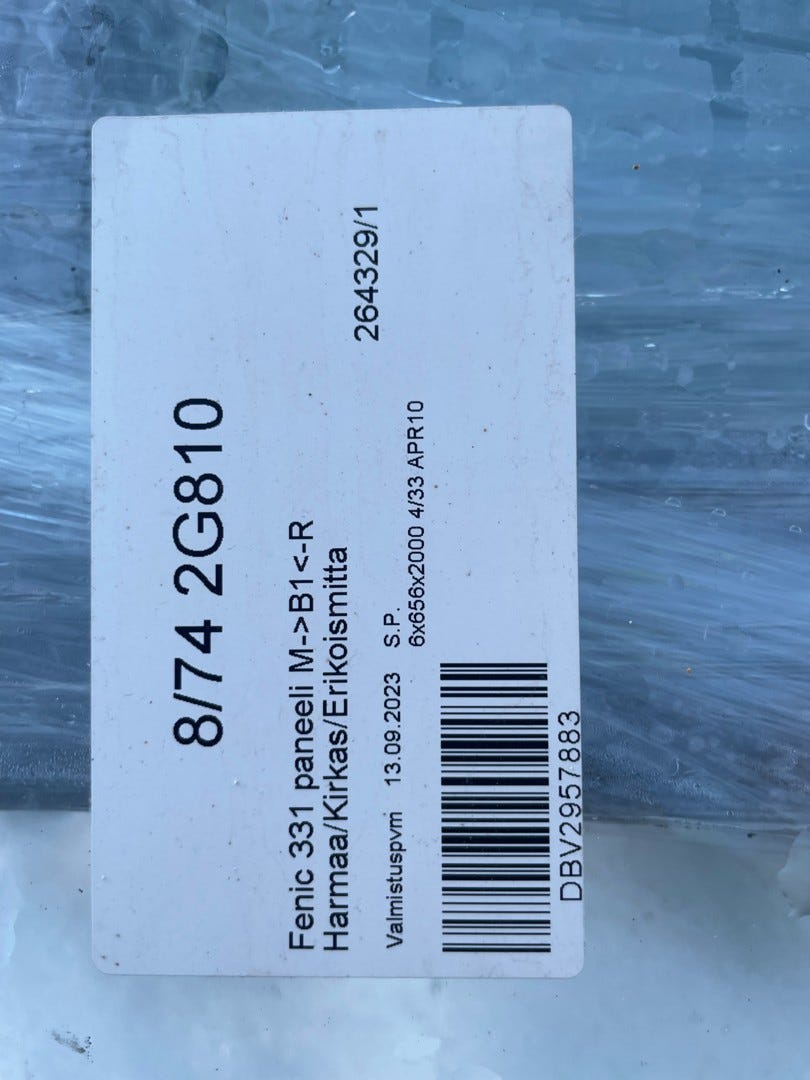 8/74 2G810
Fenic 331 paneeli M->B1<-R
Harmaa/Kirkas/Erikoismitta
264329/1
Valmistuspvm 13.09.2023 S.P.
6x656x2000 4/33 APR10
DBV2957883